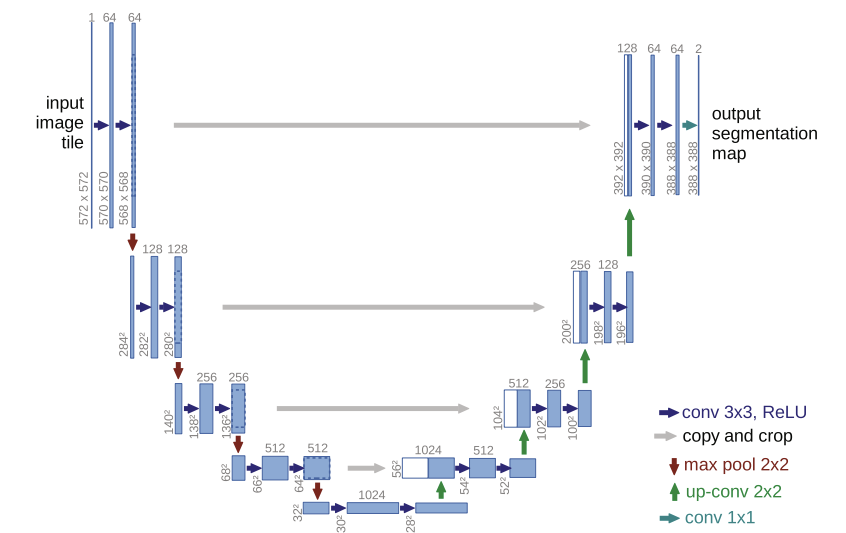 1 64 64
input
image
tile
572 x 572
570 x 570
568 x 568
128 64 64 2
output
segmentation
map
392 x 392
390 x 390
388 x 388
388 x 388
128 128
284²
282²
280²
256 128
200²
198²
196²
256 256
140²
138²
136²
512 256
104²
102²
100²
512 512
68²
66²
64²
1024 512
56²
54²
52²
1024
32²
30²
28²
conv 3x3, ReLU
copy and crop
max pool 2x2
up-conv 2x2
conv 1x1